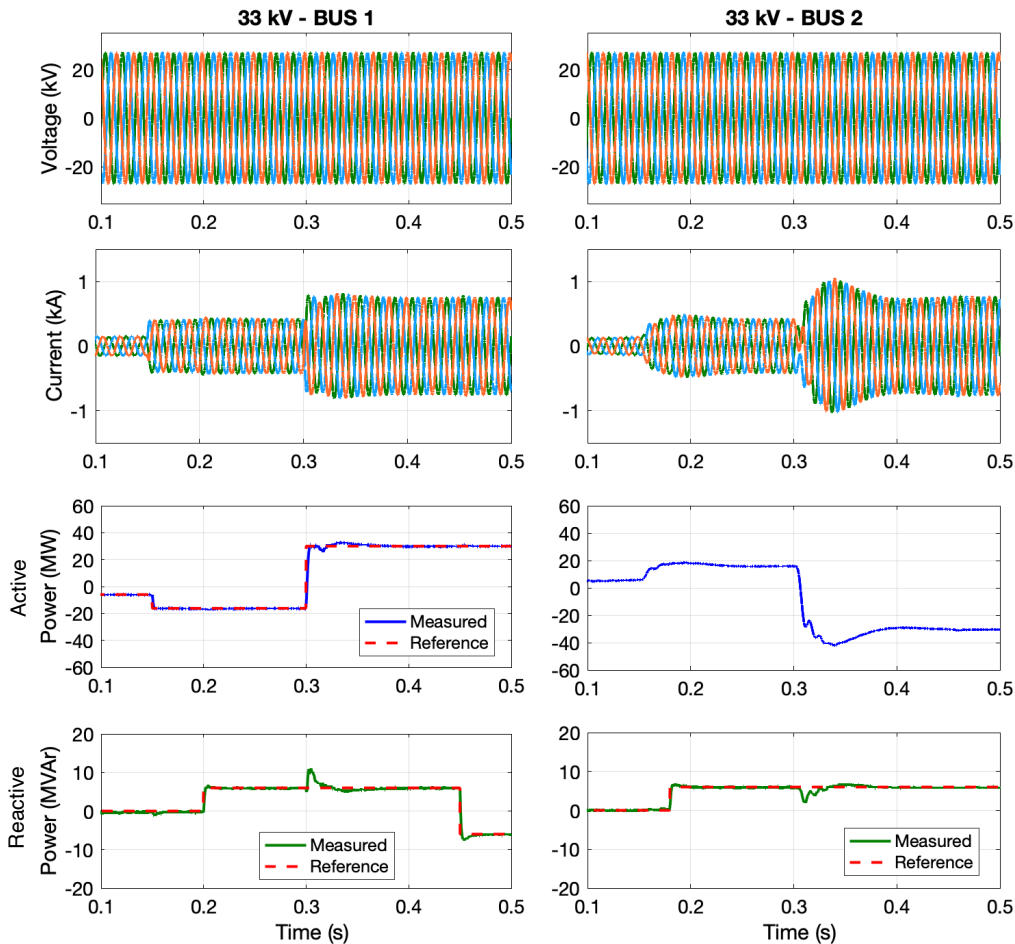 33 kV - BUS 1
33 kV - BUS 2
Voltage (kV)
20
0
-20
0.1 0.2 0.3 0.4 0.5
20
0
-20
0.1 0.2 0.3 0.4 0.5
Current (kA)
1
0
-1
0.1 0.2 0.3 0.4 0.5
1
0
-1
0.1 0.2 0.3 0.4 0.5
Active
Power (MW)
60
40
20
0
-20
-40
-60
Measured
Reference
0.1 0.2 0.3 0.4 0.5
60
40
20
0
-20
-40
-60
0.1 0.2 0.3 0.4 0.5
Reactive
Power (MVAr)
20
10
0
-10
-20
Measured
Reference
0.1 0.2 0.3 0.4 0.5
Time (s)
20
10
0
-10
-20
Measured
Reference
0.1 0.2 0.3 0.4 0.5
Time (s)